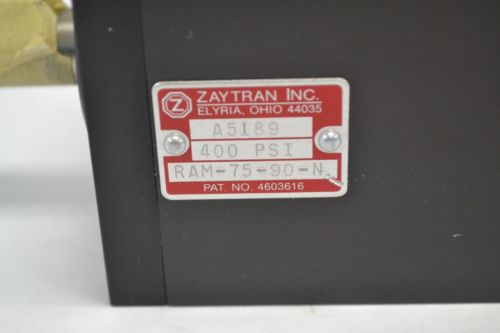 Z ZAYTRAN INC.
ELYRIA, OHIO 44035
A5189
400 PSI
RAM-75-90-N
PAT. NO. 4603616